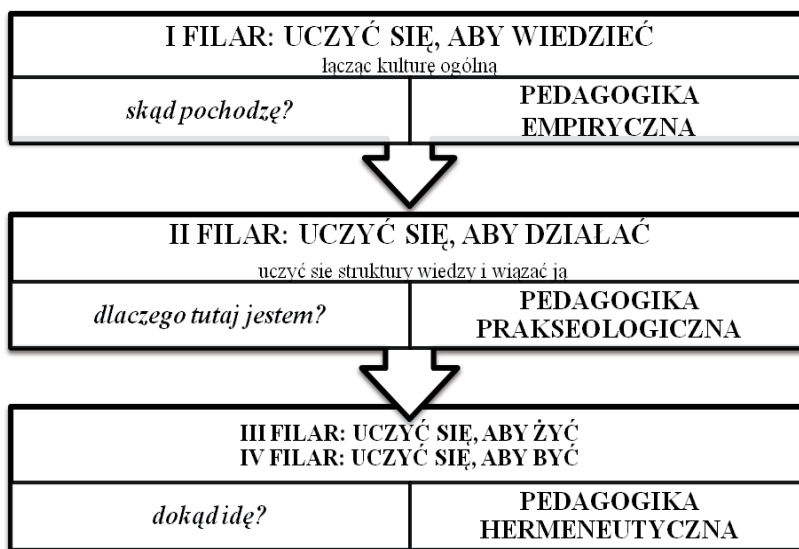 I FILAR: UCZYĆ SIĘ, ABY WIEDZIEĆ
łącząc kulturę ogólną
skąd pochodzę?
PEDAGOGIKA
EMPIRYCZNA
II FILAR: UCZYĆ SIĘ, ABY DZIAŁAĆ
uczyć sie struktury wiedzy i wiązać ją
dlaczego tutaj jestem?
PEDAGOGIKA
PRAKSEOLOGICZNA
III FILAR: UCZYĆ SIĘ, ABY ŻYĆ
IV FILAR: UCZYĆ SIĘ, ABY BYĆ
dokąd idę?
PEDAGOGIKA
HERMENEUTYCZNA